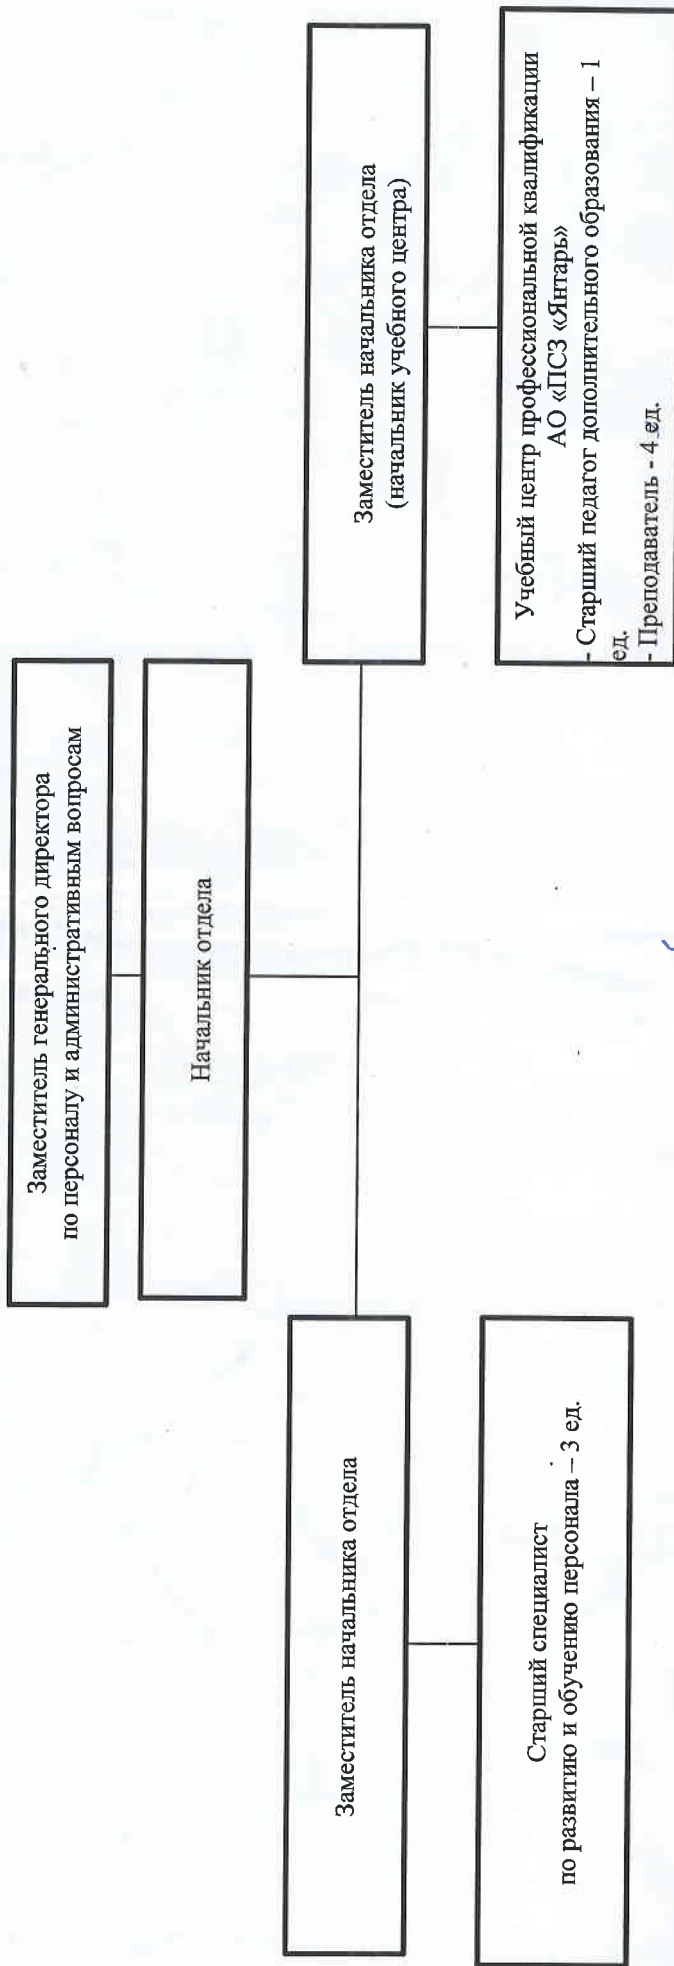 Заместитель генерального директора
по персоналу и административным вопросам
Начальник отдела
Заместитель начальника отдела
Старший специалист
по развитию и обучению персонала – 3 ед.
Заместитель начальника отдела
(начальник учебного центра)
Учебный центр профессиональной квалификации
АО «ПСЗ «Янтарь»
- Старший педагог дополнительного образования – 1
ед.
- Преподаватель - 4 ед.